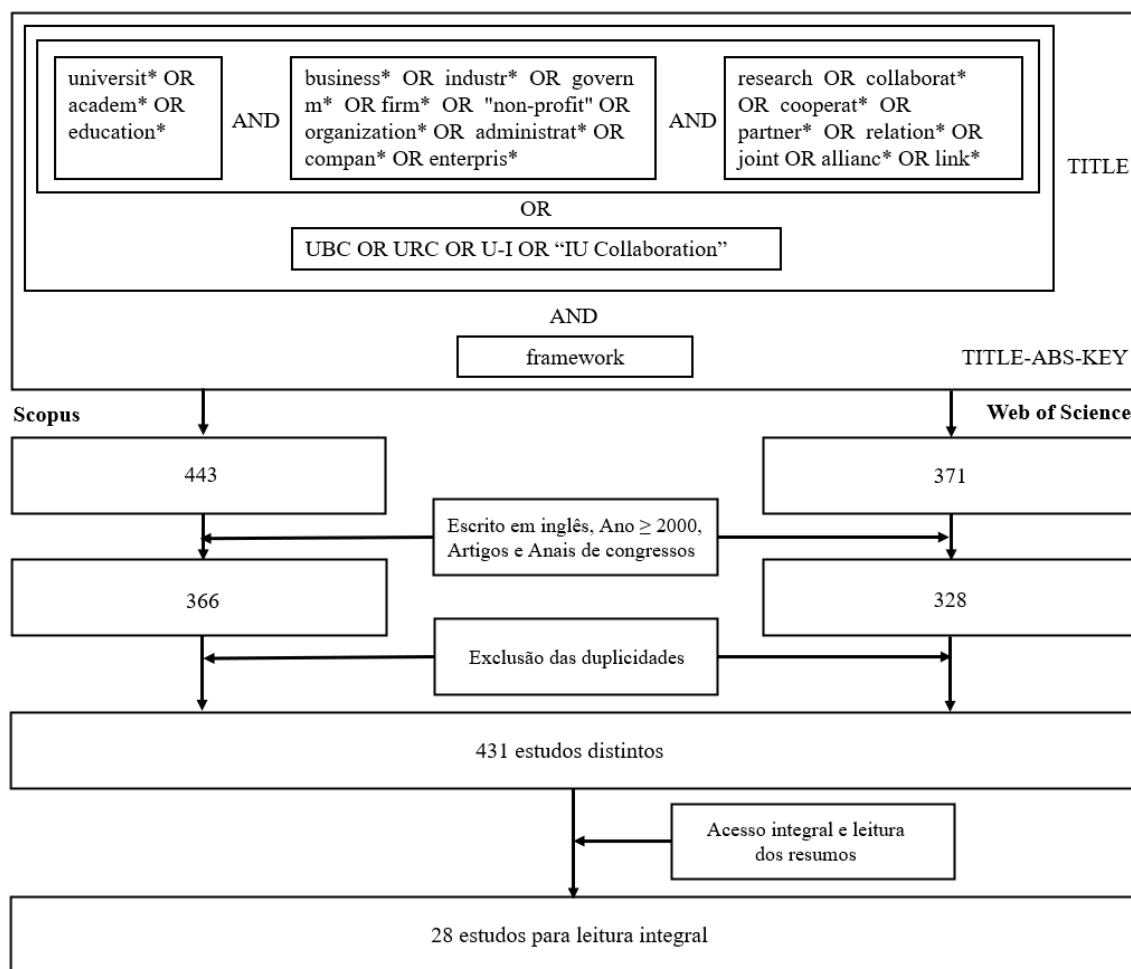 universit* OR
academ* OR
education*
AND
business* OR industr* OR govern
m* OR firm* OR "non-profit" OR
organization* OR administrat* OR
compan* OR enterpris*
AND
research OR collaborat*
OR cooperat* OR
partner* OR relation* OR
joint OR allianc* OR link*
TITLE
OR
UBC OR URC OR U-I OR “IU Collaboration”
AND
framework
TITLE-ABS-KEY
Scopus
Web of Science
443
371
Escrito em inglês, Ano ≥ 2000,
Artigos e Anais de congressos
366
328
Exclusão das duplicidades
431 estudos distintos
Acesso integral e leitura
dos resumos
28 estudos para leitura integral